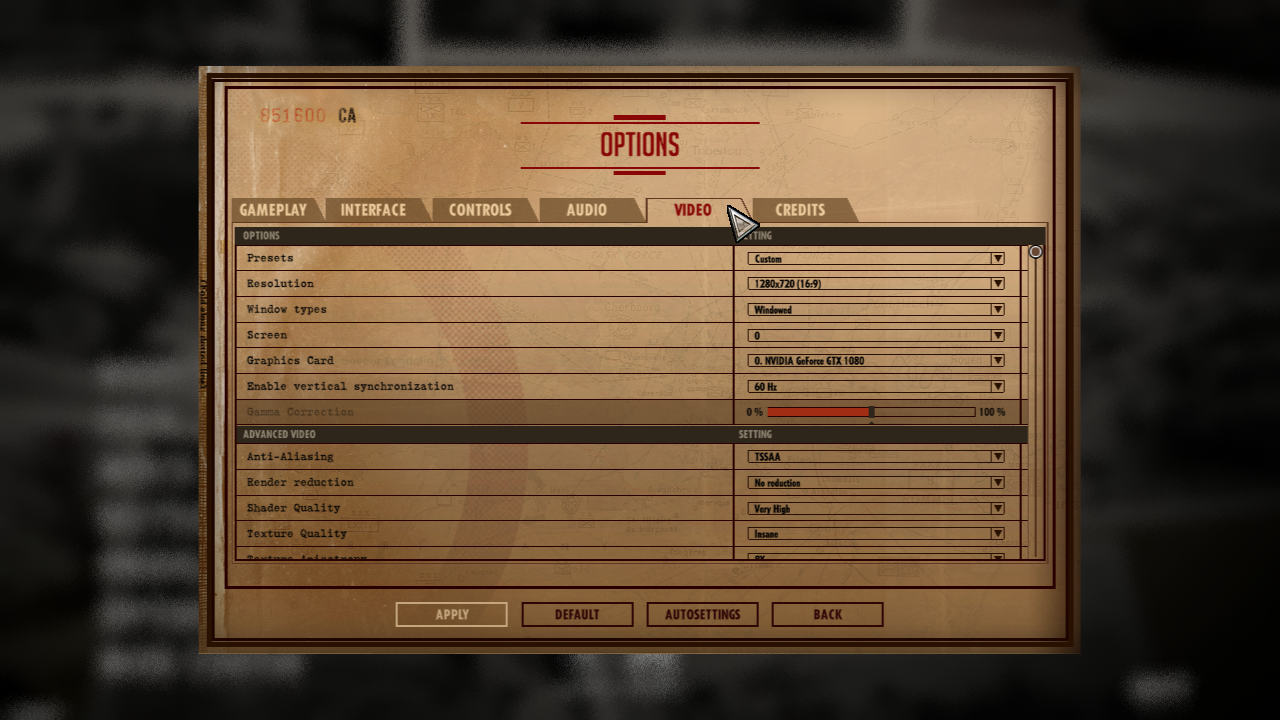 851600 CA
OPTIONS
GAMEPLAY INTERFACE CONTROLS AUDIO VIDEO CREDITS
OPTIONS
Presets Custom
Resolution 1280x720 (16:9)
Window types Windowed
Screen 0
Graphics Card 0. NVIDIA GeForce GTX 1080
Enable vertical synchronization 60 Hz
Gamma Correction 0 % 100 %
ADVANCED VIDEO SETTING
Anti-Aliasing TSSAA
Render reduction No reduction
Shader Quality Very High
Texture Quality Insane
Texture Anisotropy 8X
APPLY DEFAULT AUTOSETTINGS BACK